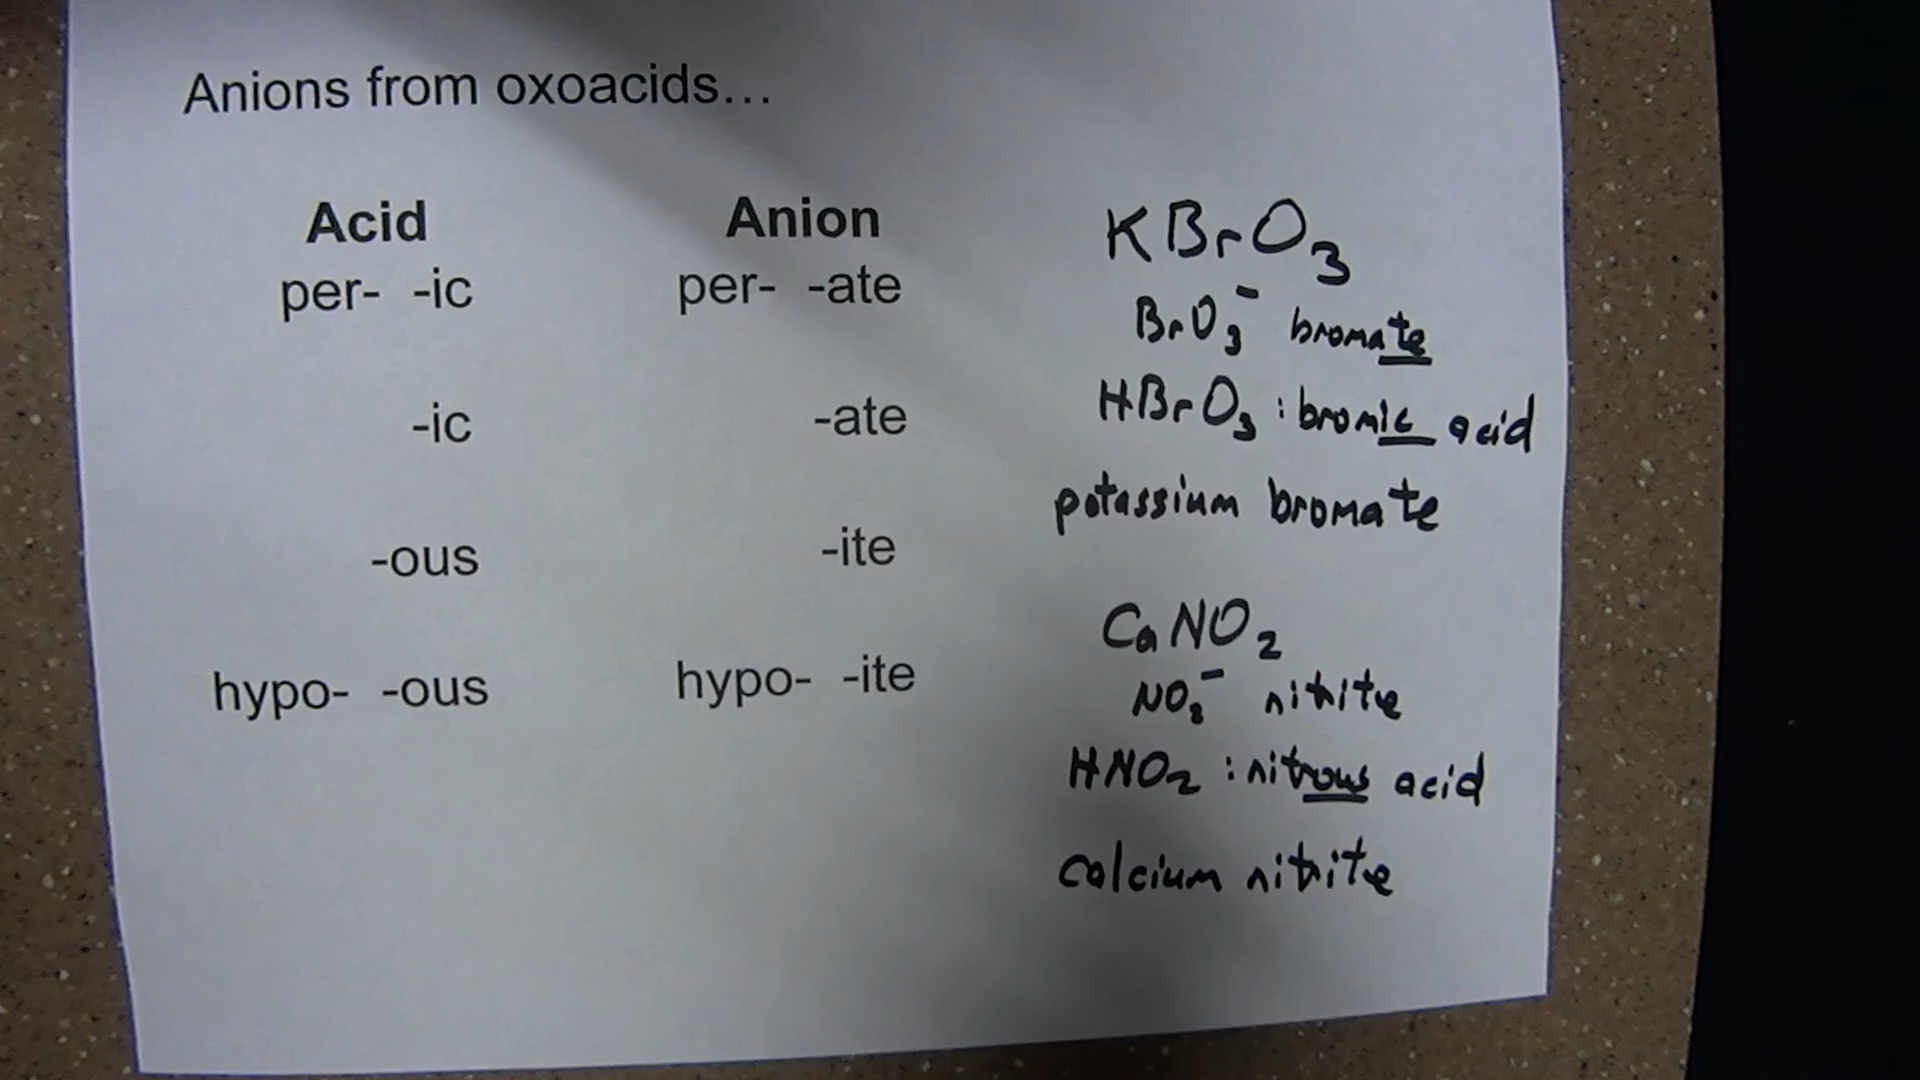 Anions from oxoacids…
Acid Anion
per- -ic per- -ate
-ic -ate
-ous -ite
hypo- -ous hypo- -ite
KBrO₃
BrO₃⁻ bromate
HBrO₃ : bromic acid
potassium bromate
CaNO₂
NO₂⁻ nitrite
HNO₂ : nitrous acid
calcium nitrite